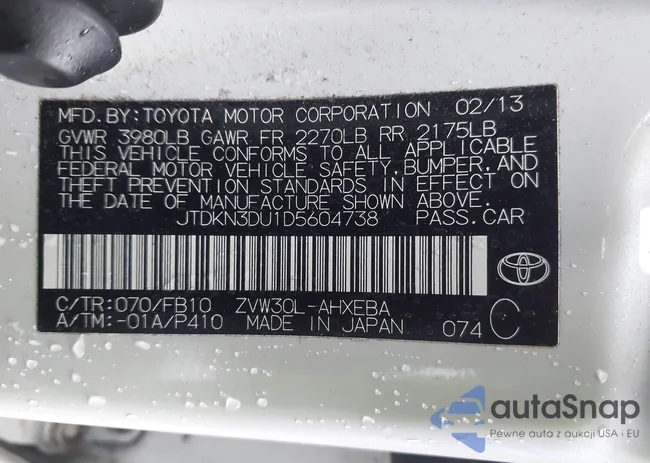 MFD. BY: TOYOTA MOTOR CORPORATION 02/13
GVWR 3980LB GAWR FR 2270LB RR 2175LB
THIS VEHICLE CONFORMS TO ALL APPLICABLE
FEDERAL MOTOR VEHICLE SAFETY, BUMPER, AND
THEFT PREVENTION STANDARDS IN EFFECT ON
THE DATE OF MANUFACTURE SHOWN ABOVE.
JTDKN3DU1D5604738 PASS. CAR
C/TR: 070/FB10 ZVW30L-AHXEBA
A/TM: -01A/P410 MADE IN JAPAN 074 C
autaSnap
Pewne auta z aukcji USA i EU